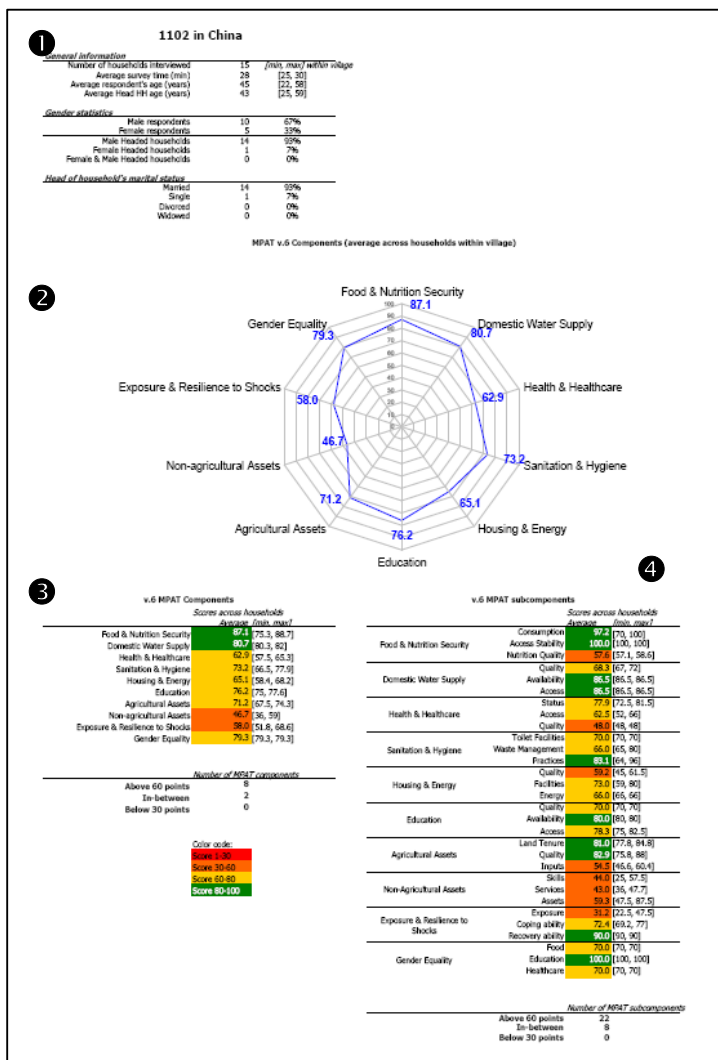 ❶
1102 in China
General information
Number of households interviewed 15 [min, max] within village
Average survey time (min) 28 [25, 30]
Average respondent's age (years) 45 [22, 58]
Average Head HH age (years) 43 [25, 59]
Gender statistics
Male respondents 10 67%
Female respondents 5 33%
Male Headed households 14 93%
Female Headed households 1 7%
Female & Male Headed households 0 0%
Head of household's marital status
Married 14 93%
Single 1 7%
Divorced 0 0%
Widowed 0 0%
MPAT v.6 Components (average across households within village)
❷
Food & Nutrition Security
87.1
Domestic Water Supply
80.7
Health & Healthcare
62.9
Sanitation & Hygiene
73.2
Housing & Energy
65.1
Education
76.2
Agricultural Assets
71.2
Non-agricultural Assets
46.7
Exposure & Resilience to Shocks
58.0
Gender Equality
79.3
100
90
80
70
60
50
40
30
20
10
0
❸
v.6 MPAT Components
Scores across households
Average [min, max]
Food & Nutrition Security 87.1 [75.3, 88.7]
Domestic Water Supply 80.7 [80.3, 82]
Health & Healthcare 62.9 [57.5, 65.3]
Sanitation & Hygiene 73.2 [66.5, 77.9]
Housing & Energy 65.1 [58.4, 68.2]
Education 76.2 [75, 77.6]
Agricultural Assets 71.2 [67.5, 74.3]
Non-agricultural Assets 46.7 [36, 59]
Exposure & Resilience to Shocks 58.0 [51.8, 68.6]
Gender Equality 79.3 [79.3, 79.3]
Number of MPAT components
Above 60 points 8
In-between 2
Below 30 points 0
Color code:
Score 1-30
Score 30-60
Score 60-80
Score 80-100
❹
v.6 MPAT subcomponents
Scores across households
Average [min, max]
Food & Nutrition Security
Consumption 97.2 [70, 100]
Access Stability 100.0 [100, 100]
Nutrition Quality 57.6 [57.1, 58.6]
Domestic Water Supply
Quality 68.3 [67, 72]
Availability 86.5 [86.5, 86.5]
Access 86.5 [86.5, 86.5]
Health & Healthcare
Status 77.9 [72.5, 81.5]
Access 62.5 [52, 66]
Quality 48.0 [48, 48]
Sanitation & Hygiene
Toilet Facilities 70.0 [70, 70]
Waste Management 66.0 [65, 80]
Practices 83.1 [64, 96]
Housing & Energy
Quality 59.2 [45, 61.5]
Facilities 73.0 [59, 80]
Energy 66.0 [66, 66]
Education
Quality 70.0 [70, 70]
Availability 80.0 [80, 80]
Access 78.3 [75, 82.5]
Agricultural Assets
Land Tenure 81.0 [77.8, 84.8]
Quality 82.9 [75.8, 88]
Inputs 54.5 [46.6, 60.4]
Non-Agricultural Assets
Skills 44.0 [25, 57.5]
Services 43.0 [36, 47.7]
Assets 59.3 [47.5, 87.5]
Exposure & Resilience to
Shocks
Exposure 31.2 [22.5, 47.5]
Coping ability 72.4 [69.2, 77]
Recovery ability 90.0 [90, 90]
Gender Equality
Food 70.0 [70, 70]
Education 100.0 [100, 100]
Healthcare 70.0 [70, 70]
Number of MPAT subcomponents
Above 60 points 22
In-between 8
Below 30 points 0